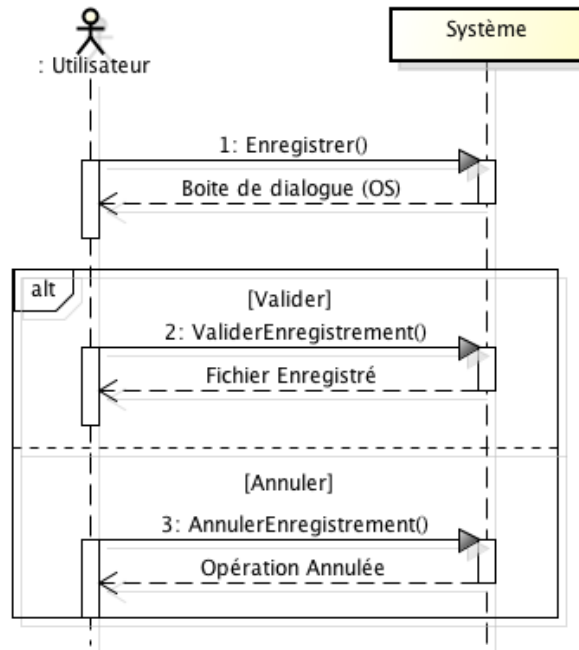 Système
: Utilisateur
1: Enregistrer()
Boite de dialogue (OS)
alt
[Valider]
2: ValiderEnregistrement()
Fichier Enregistré
[Annuler]
3: AnnulerEnregistrement()
Opération Annulée